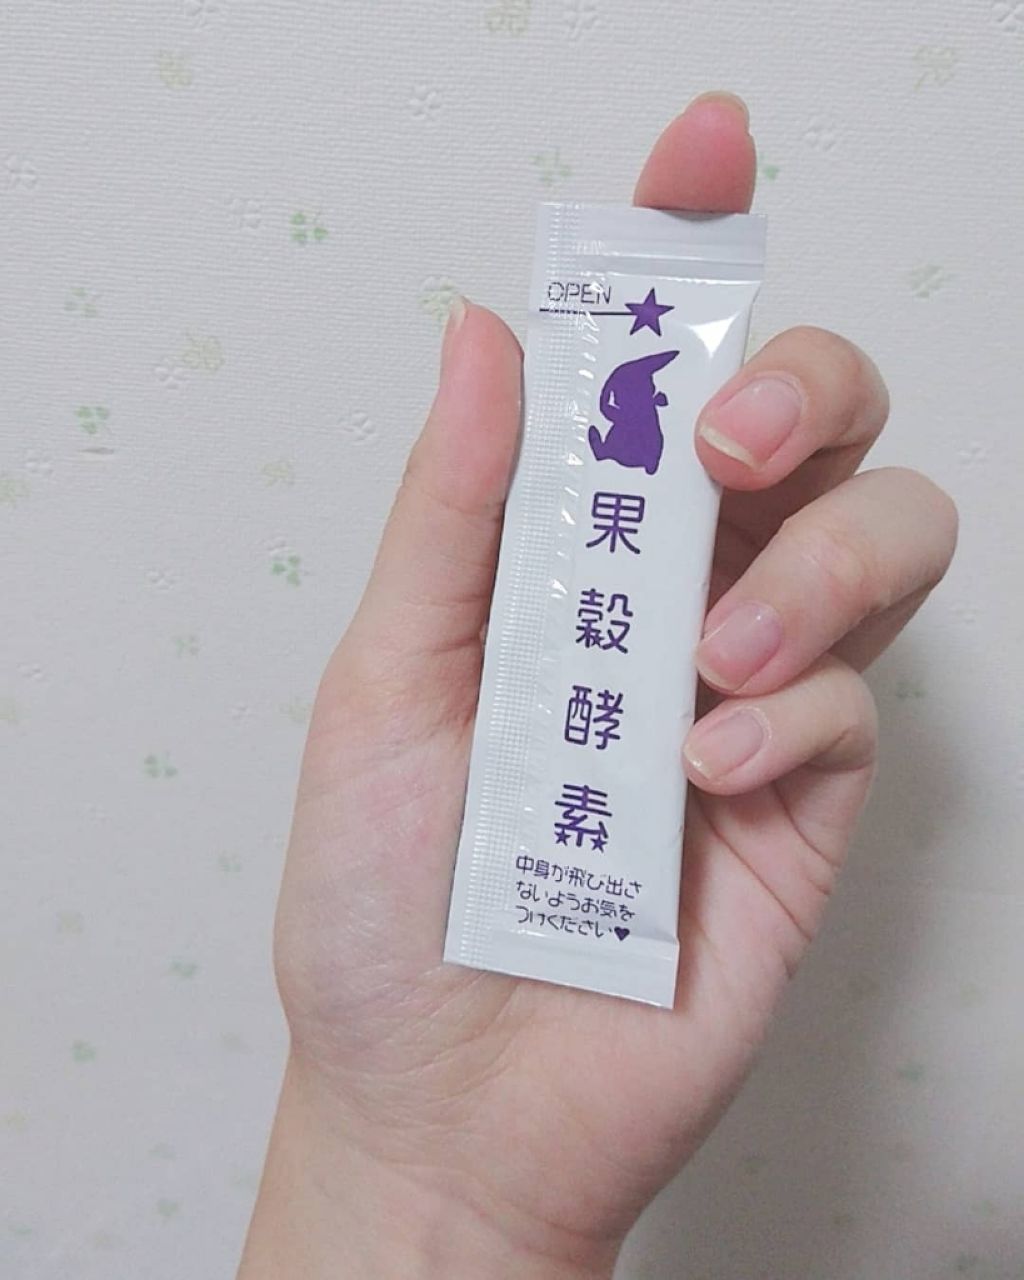 OPEN
果穀酵素
中身が飛び出さ
ないようお気を
つけください♥